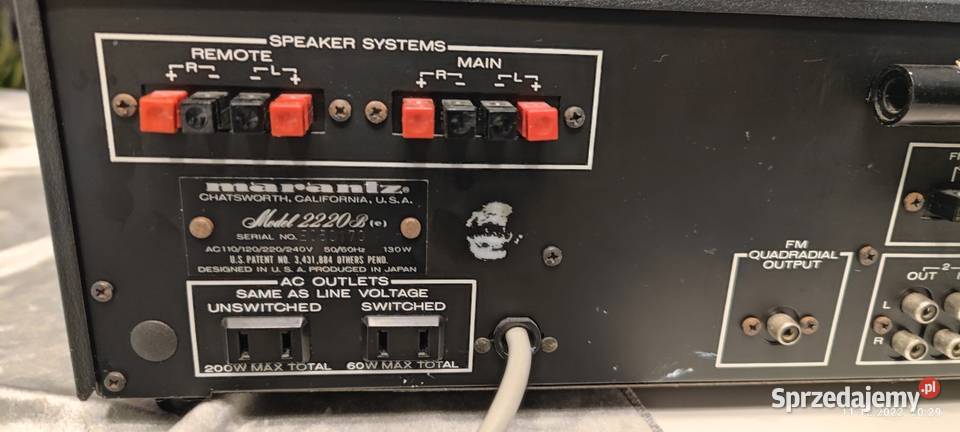 SPEAKER SYSTEMS
REMOTE
MAIN
+ R - - L +
+ R - - L +
marantz®
CHATSWORTH, CALIFORNIA, U.S.A.
Model 2220B (e)
SERIAL NO.
AC110/120/220/240V 50/60Hz 130W
U.S. PATENT NO. 3,431,884 OTHERS PEND.
DESIGNED IN U.S.A. PRODUCED IN JAPAN
AC OUTLETS
SAME AS LINE VOLTAGE
UNSWITCHED SWITCHED
200W MAX TOTAL 60W MAX TOTAL
FM
QUADRADIAL
OUTPUT
2
OUT
L
R
Sprzedajemy.pl